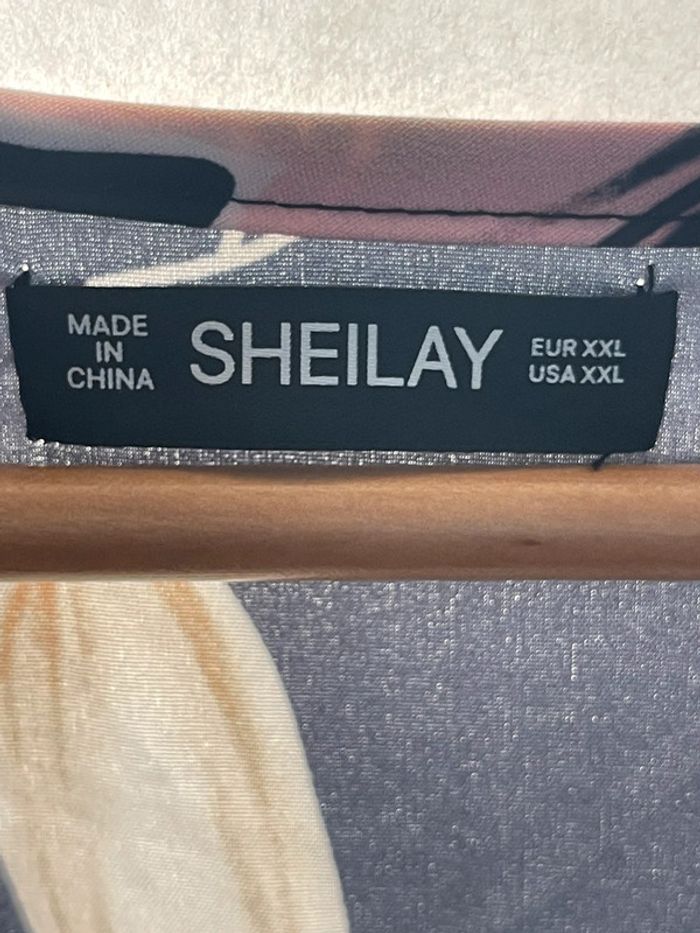 MADE
IN
CHINA
SHEILAY
EUR XXL
USA XXL